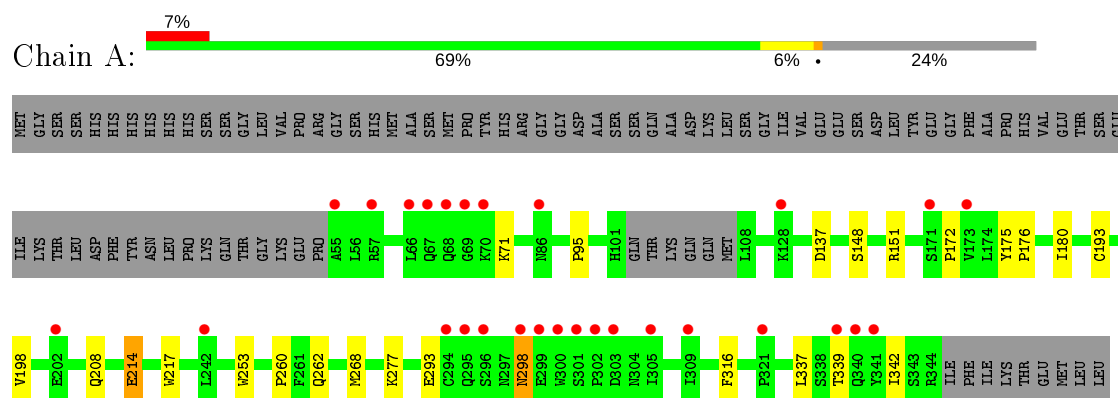 7%
Chain A:
69% 6% • 24%
MET GLY SER SER HIS HIS HIS HIS HIS HIS SER SER GLY LEU VAL PRO ARG GLY SER HIS MET ALA SER MET PRO TYR HIS ARG GLY GLY ASP ALA SER SER GLN ALA ASP LYS LEU SER GLY ILE VAL GLU GLU SER ASP LEU TYR GLU GLY PHE ALA PRO HIS VAL GLU THR SER GLU
ILE LYS THR LEU ASP PHE TYR ASN LEU PRO LYS GLN THR GLY LYS GLU PRO A55 L56 R57 L66 Q67 Q68 G69 K70 K71 N86 P95 H101 GLN THR LYS GLN GLN MET L108 K128 D137 S148 R151 S171 P172 V173 L174 Y175 P176 I180 C193
V198 E202 Q208 E214 W217 L242 W253 P260 F261 Q262 M268 K277 E293 C294 Q295 S296 N297 N298 E299 W300 S301 P302 D303 N304 I305 I309 F316 P321 L337 S338 T339 Q340 Y341 I342 S343 R344 ILE PHE ILE LYS THR GLU MET LEU LEU